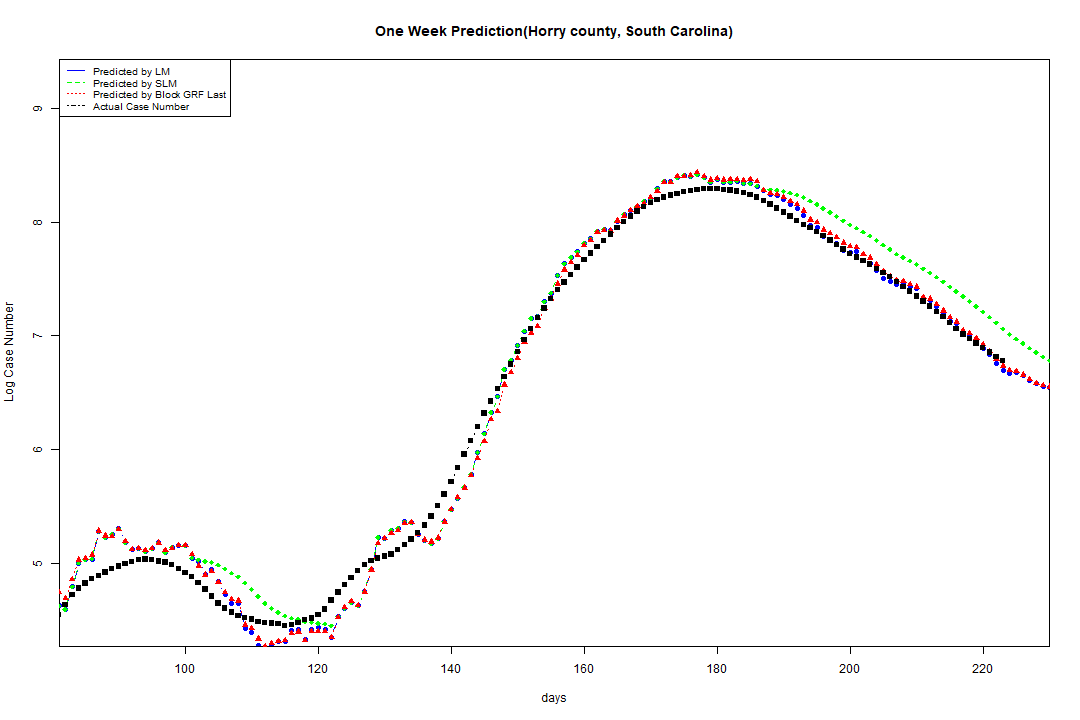 One Week Prediction(Horry county, South Carolina)
Predicted by LM
Predicted by SLM
Predicted by Block GRF Last
Actual Case Number
9
8
7
6
5
Log Case Number
100 120 140 160 180 200 220
days